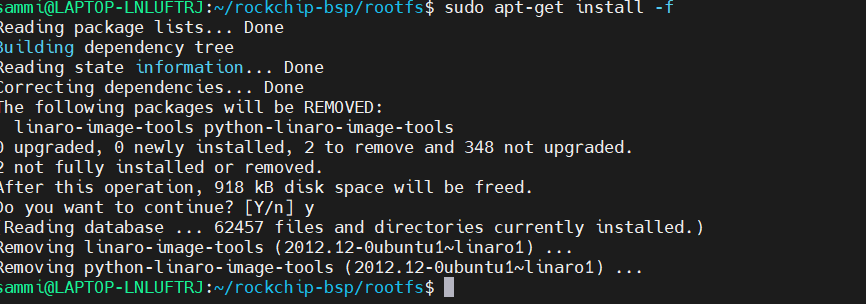 sammi@LAPTOP-LNLUFTRJ:~/rockchip-bsp/rootfs$ sudo apt-get install -f
Reading package lists... Done
Building dependency tree
Reading state information... Done
Correcting dependencies... Done
The following packages will be REMOVED:
  linaro-image-tools python-linaro-image-tools
0 upgraded, 0 newly installed, 2 to remove and 348 not upgraded.
2 not fully installed or removed.
After this operation, 918 kB disk space will be freed.
Do you want to continue? [Y/n] y
(Reading database ... 62457 files and directories currently installed.)
Removing linaro-image-tools (2012.12-0ubuntu1~linaro1) ...
Removing python-linaro-image-tools (2012.12-0ubuntu1~linaro1) ...
sammi@LAPTOP-LNLUFTRJ:~/rockchip-bsp/rootfs$